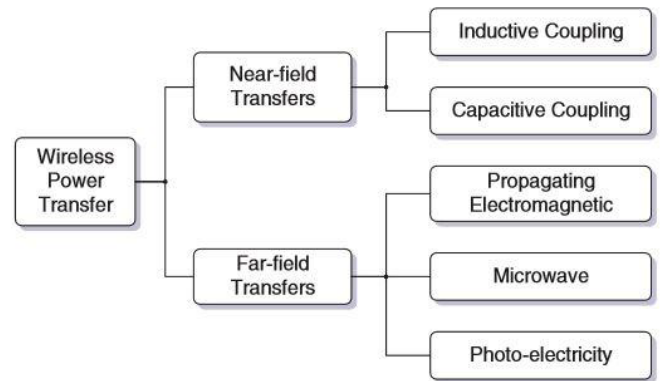 Inductive Coupling
Near-field
Transfers
Capacitive Coupling
Wireless
Power
Transfer
Propagating
Electromagnetic
Far-field
Transfers
Microwave
Photo-electricity